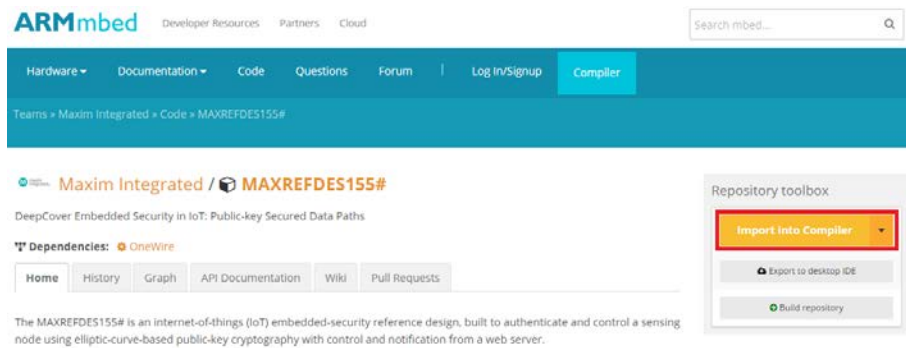 ARMmbed Developer Resources Partners Cloud Search mbed...
Hardware Documentation Code Questions Forum | Log In/Signup Compiler
Teams » Maxim Integrated » Code » MAXREFDES155#
Maxim Integrated / MAXREFDES155#
Repository toolbox
DeepCover Embedded Security in IoT: Public-key Secured Data Paths
Import into Compiler
Dependencies: OneWire
Export to desktop IDE
Home History Graph API Documentation Wiki Pull Requests
Build repository
The MAXREFDES155# is an internet-of-things (IoT) embedded-security reference design, built to authenticate and control a sensing
node using elliptic-curve-based public-key cryptography with control and notification from a web server.